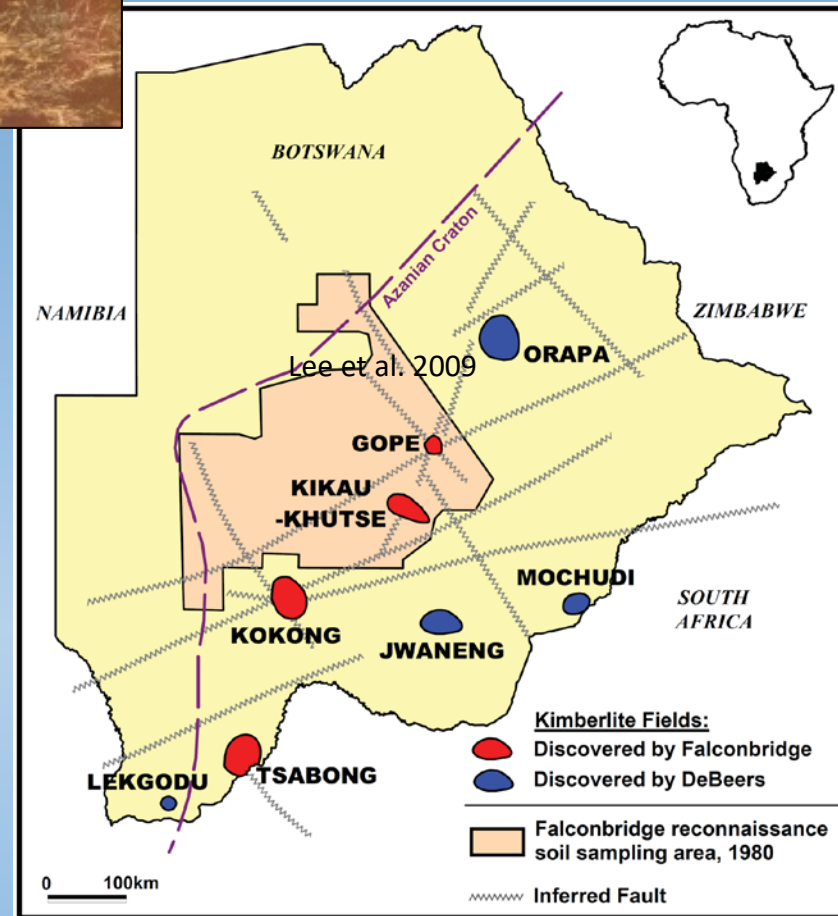 BOTSWANA
NAMIBIA
Azanian Craton
ZIMBABWE
Lee et al. 2009
ORAPA
GOPE
KIKAU
-KHUTSE
MOCHUDI
SOUTH
AFRICA
KOKONG
JWANENG
LEKGODU
TSABONG
Kimberlite Fields:
Discovered by Falconbridge
Discovered by DeBeers
Falconbridge reconnaissance
soil sampling area, 1980
Inferred Fault
0 100km